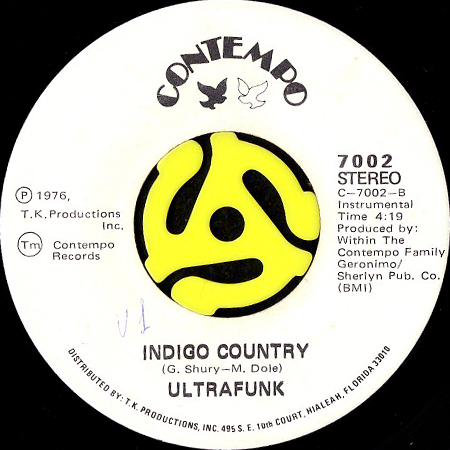 CONTEMPO
7002
STEREO
C-7002-B
Instrumental
Time 4:19
Produced by:
Within The
Contempo Family
Geronimo/
Sherlyn Pub. Co.
(BMI)
Ⓟ 1976,
T.K. Productions
Inc.
Tm Contempo
Records
v 1
INDIGO COUNTRY
(G. Shury-M. Dole)
ULTRAFUNK
DISTRIBUTED BY: T.K. PRODUCTIONS, INC. 495 S. E. 10th COURT, HIALEAH, FLORIDA 33010